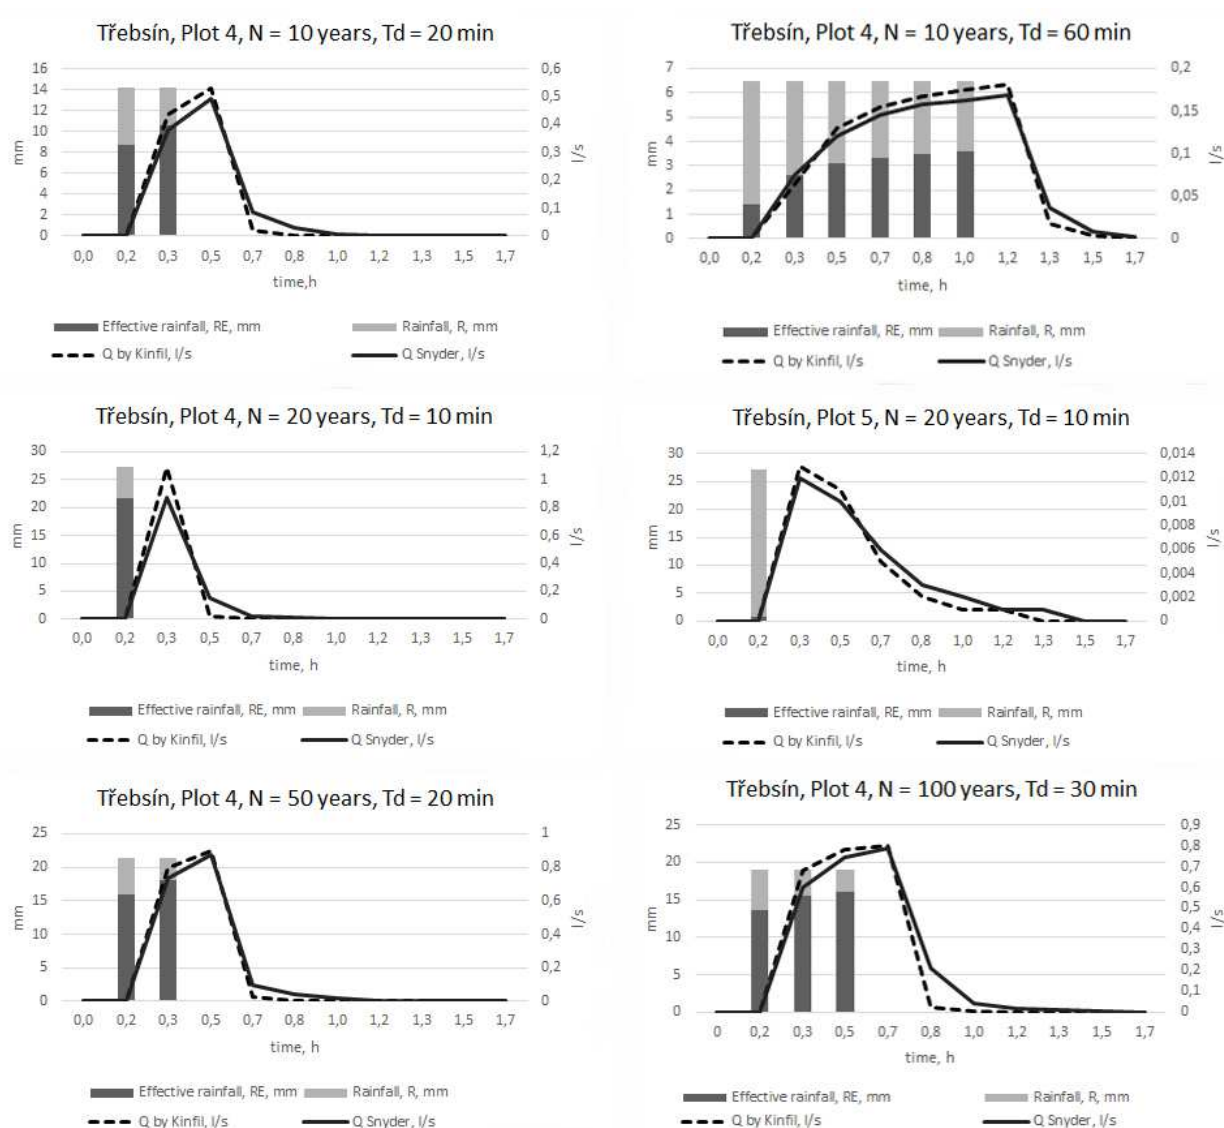 Třebsín, Plot 4, N = 10 years, Td = 20 min
16
14
12
10
8
6
4
2
0
mm
0,6
0,5
0,4
0,3
0,2
0,1
0
l/s
0,0 0,2 0,3 0,5 0,7 0,8 1,0 1,2 1,3 1,5 1,7
time,h
Effective rainfall, RE, mm Rainfall, R, mm
Q by Kinfil, l/s Q Snyder, l/s
Třebsín, Plot 4, N = 10 years, Td = 60 min
7
6
5
4
3
2
1
0
mm
0,2
0,15
0,1
0,05
0
l/s
0,0 0,2 0,3 0,5 0,7 0,8 1,0 1,2 1,3 1,5 1,7
time, h
Effective rainfall, RE, mm Rainfall, R, mm
Q by Kinfil, l/s Q Snyder, l/s
Třebsín, Plot 4, N = 20 years, Td = 10 min
30
25
20
15
10
5
0
mm
1,2
1
0,8
0,6
0,4
0,2
0
l/s
0,0 0,2 0,3 0,5 0,7 0,8 1,0 1,2 1,3 1,5 1,7
time, h
Effective rainfall, RE, mm Rainfall, R, mm
Q by Kinfil, l/s Q Snyder, l/s
Třebsín, Plot 5, N = 20 years, Td = 10 min
30
25
20
15
10
5
0
mm
0,014
0,012
0,01
0,008
0,006
0,004
0,002
0
l/s
0,0 0,2 0,3 0,5 0,7 0,8 1,0 1,2 1,3 1,5 1,7
time, h
Effective rainfall, RE, mm Rainfall, R, mm
Q by Kinfil, l/s Q Snyder, l/s
Třebsín, Plot 4, N = 50 years, Td = 20 min
25
20
15
10
5
0
mm
1
0,8
0,6
0,4
0,2
0
l/s
0,0 0,2 0,3 0,5 0,7 0,8 1,0 1,2 1,3 1,5 1,7
time, h
Effective rainfall, RE, mm Rainfall, R, mm
Q by Kinfil, l/s Q Snyder, l/s
Třebsín, Plot 4, N = 100 years, Td = 30 min
25
20
15
10
5
0
mm
0,9
0,8
0,7
0,6
0,5
0,4
0,3
0,2
0,1
0
l/s
0 0,2 0,3 0,5 0,7 0,8 1,0 1,2 1,3 1,5 1,7
time, h
Effective rainfall, RE, mm Rainfall, R, mm
Q by Kinfil, l/s Q Snyder, l/s